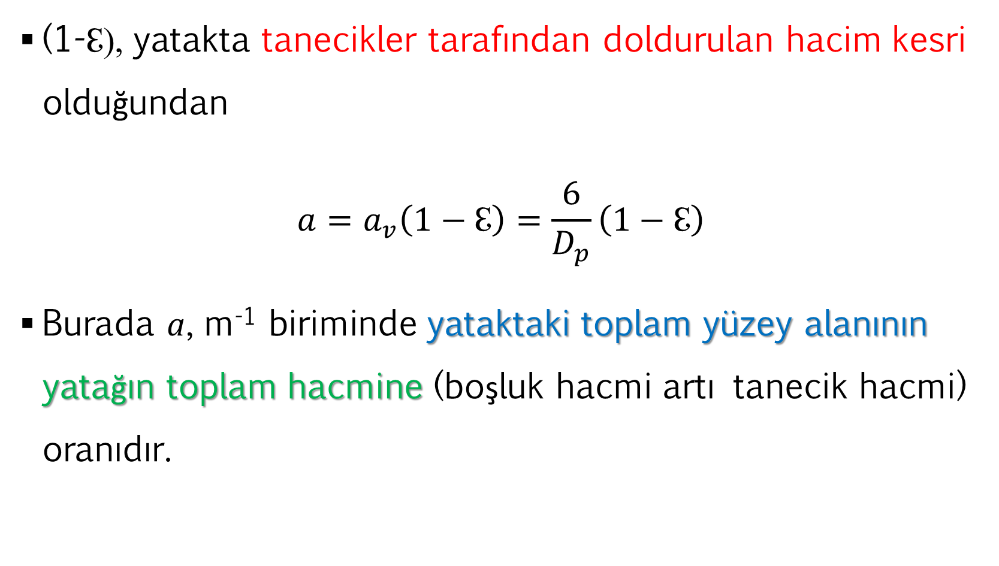 ▪ (1-Ɛ), yatakta tanecikler tarafından doldurulan hacim kesri
olduğundan
a = a_v(1 − Ɛ) = 6/D_p (1 − Ɛ)
▪ Burada a, m⁻¹ biriminde yataktaki toplam yüzey alanının
yatağın toplam hacmine (boşluk hacmi artı tanecik hacmi)
oranıdır.